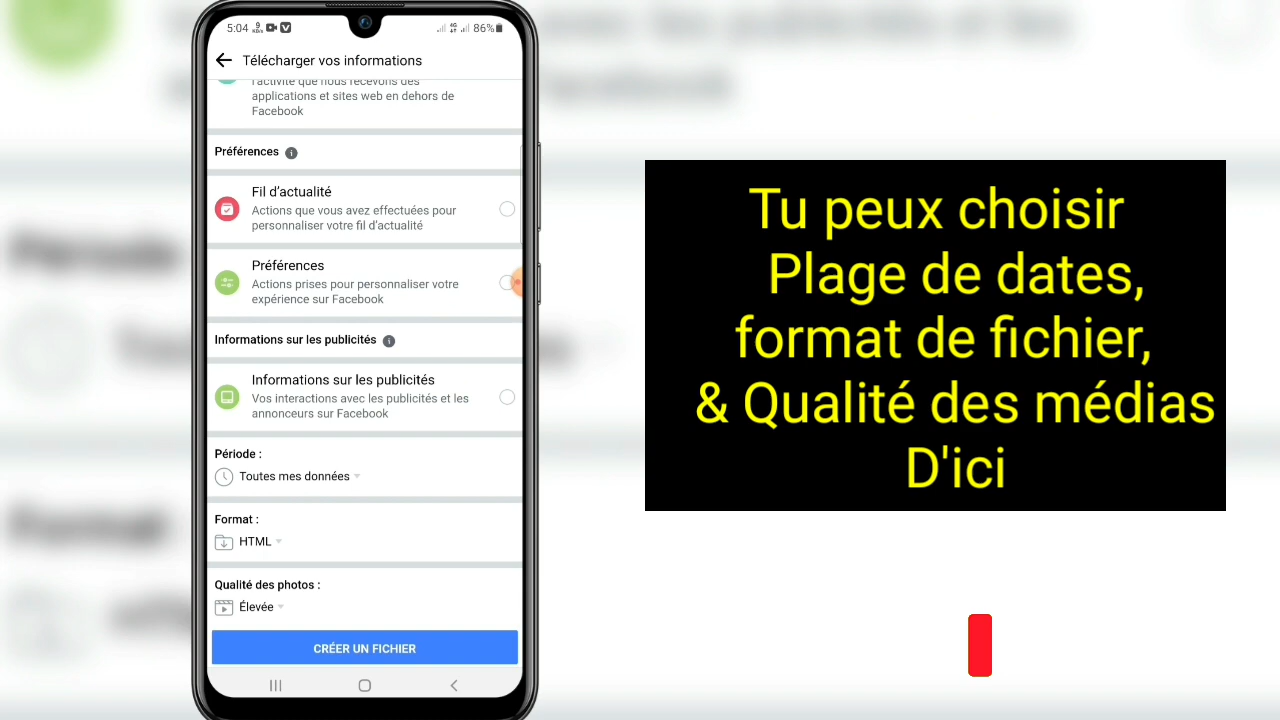 5:04
86%
Télécharger vos informations
l'activité que nous recevons des
applications et sites web en dehors de
Facebook
Préférences
Fil d'actualité
Actions que vous avez effectuées pour
personnaliser votre fil d'actualité
Préférences
Actions prises pour personnaliser votre
expérience sur Facebook
Informations sur les publicités
Informations sur les publicités
Vos interactions avec les publicités et les
annonceurs sur Facebook
Période :
Toutes mes données
Format :
HTML
Qualité des photos :
Élevée
CRÉER UN FICHIER
Tu peux choisir
Plage de dates,
format de fichier,
& Qualité des médias
D'ici